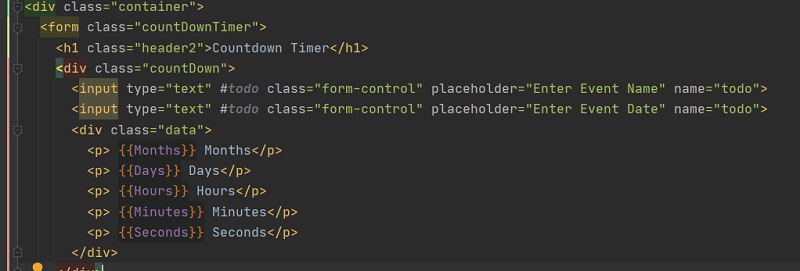 <div class="container">
<form class="countDownTimer">
<h1 class="header2">Countdown Timer</h1>
<div class="countDown">
<input type="text" #todo class="form-control" placeholder="Enter Event Name" name="todo">
<input type="text" #todo class="form-control" placeholder="Enter Event Date" name="todo">
<div class="data">
<p> {{Months}} Months</p>
<p> {{Days}} Days</p>
<p> {{Hours}} Hours</p>
<p> {{Minutes}} Minutes</p>
<p> {{Seconds}} Seconds</p>
</div>
</div>